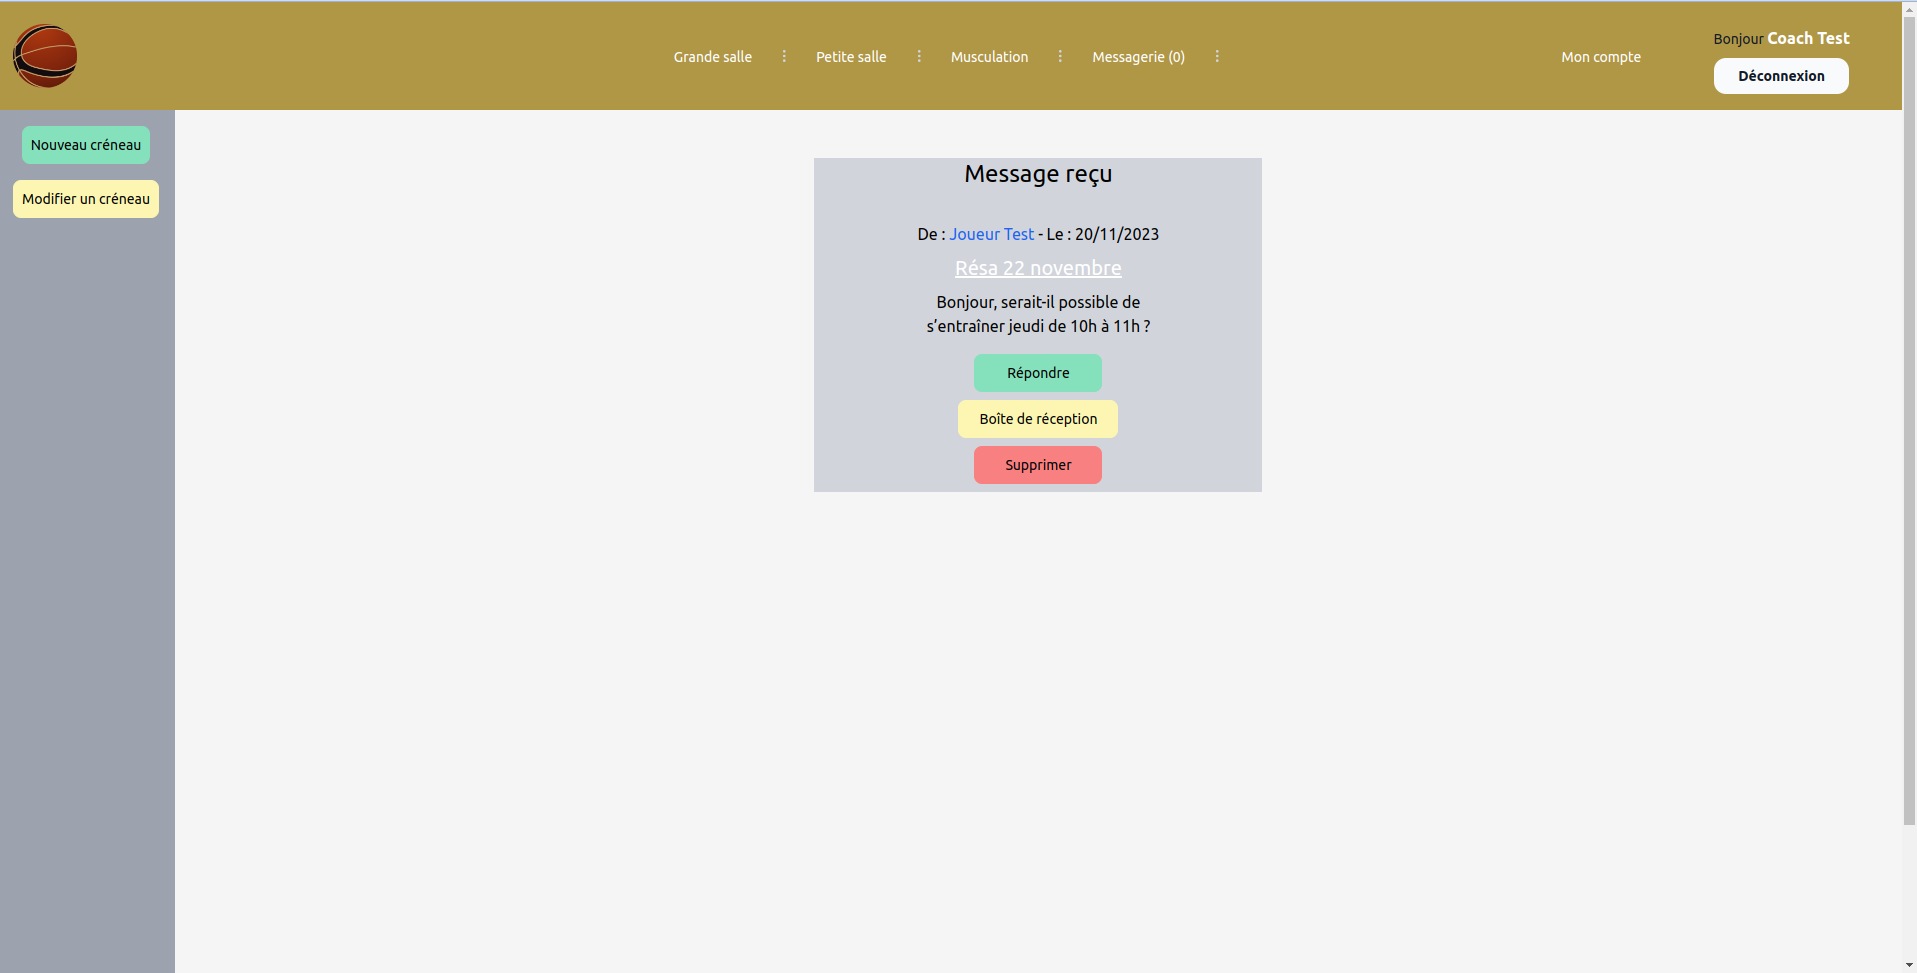 Grande salle
Petite salle
Musculation
Messagerie (0)
Mon compte
Bonjour Coach Test
Déconnexion
Nouveau créneau
Modifier un créneau
Message reçu
De : Joueur Test - Le : 20/11/2023
Résa 22 novembre
Bonjour, serait-il possible de
s’entraîner jeudi de 10h à 11h ?
Répondre
Boîte de réception
Supprimer